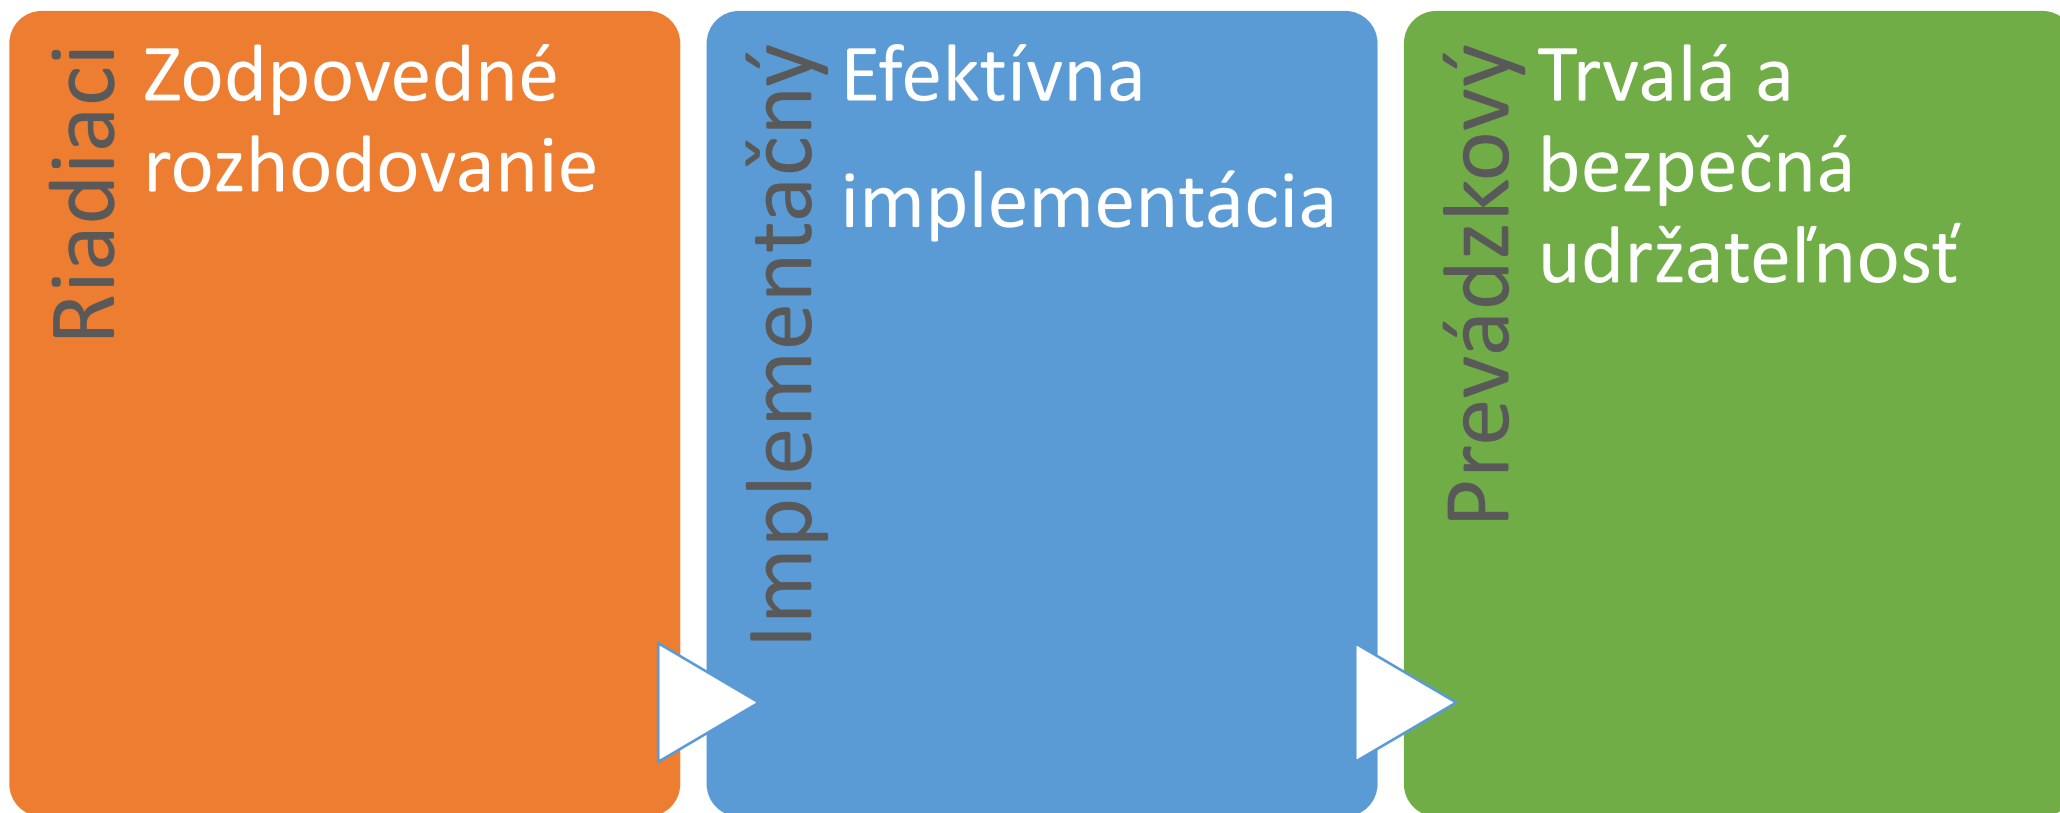 Riadiaci
Zodpovedné
rozhodovanie
Implementačný
Efektívna
implementácia
Prevádzkový
Trvalá a
bezpečná
udržateľnosť